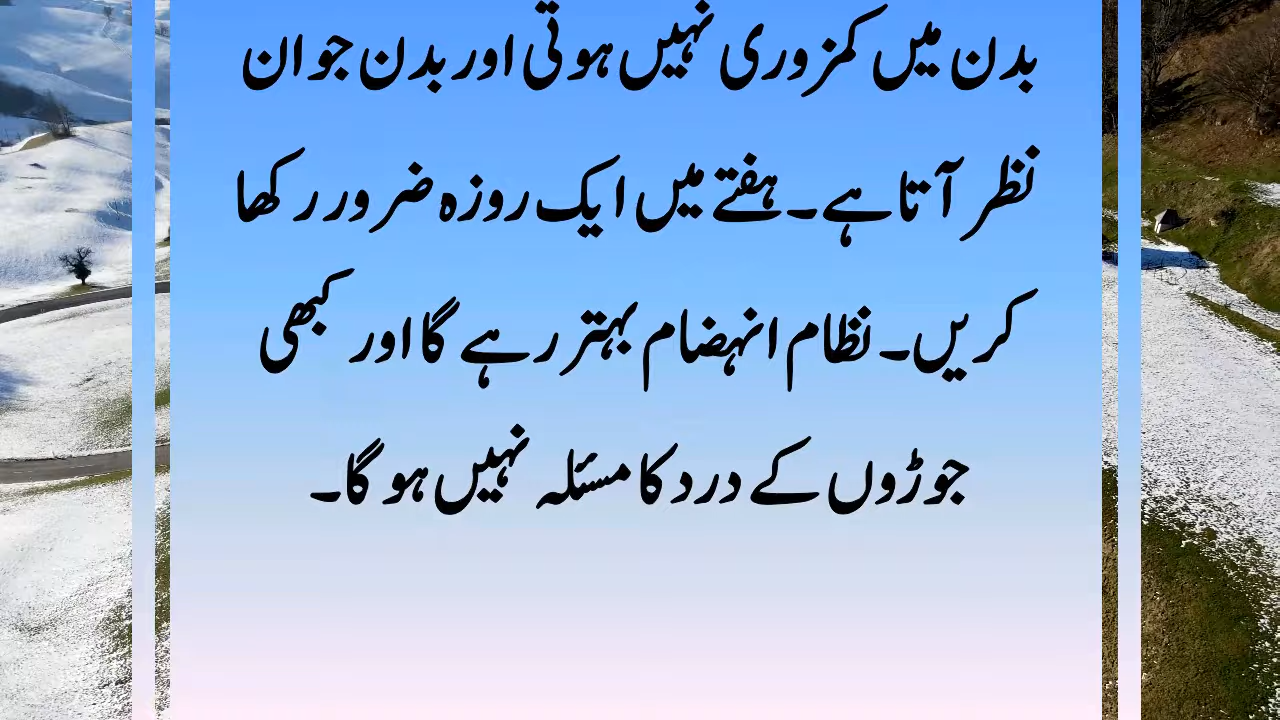 بدن میں کمزوری نہیں ہوتی اور بدن جوان
نظر آتا ہے۔ ہفتے میں ایک روزہ ضرور رکھا
کریں۔ نظام انہضام بہتر رہے گا اور کبھی
جوڑوں کے درد کا مسئلہ نہیں ہو گا۔